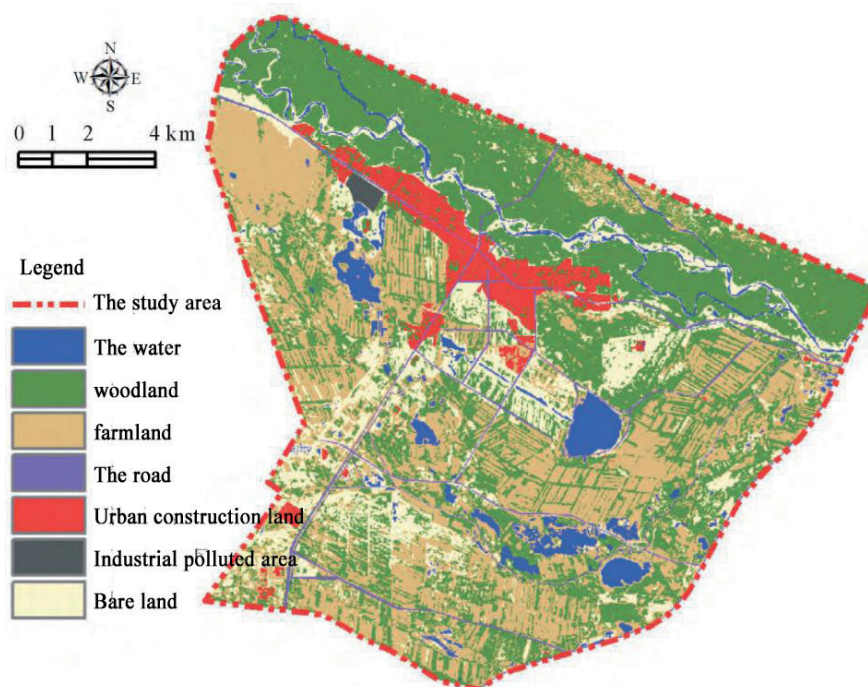 N
W E
S
0 1 2 4 km
Legend
The study area
The water
woodland
farmland
The road
Urban construction land
Industrial polluted area
Bare land